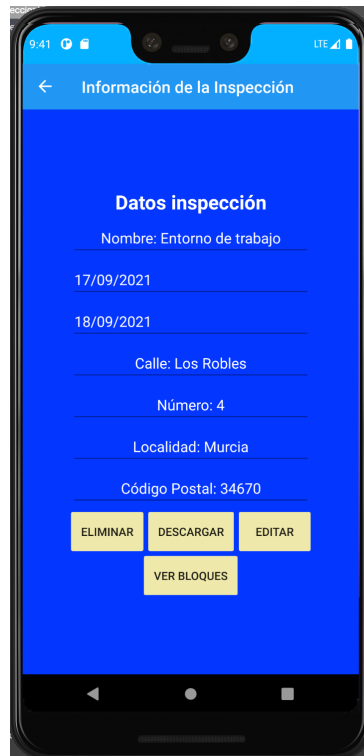 9:41 LTE
Información de la Inspección
Datos inspección
Nombre: Entorno de trabajo
17/09/2021
18/09/2021
Calle: Los Robles
Número: 4
Localidad: Murcia
Código Postal: 34670
ELIMINAR DESCARGAR EDITAR
VER BLOQUES